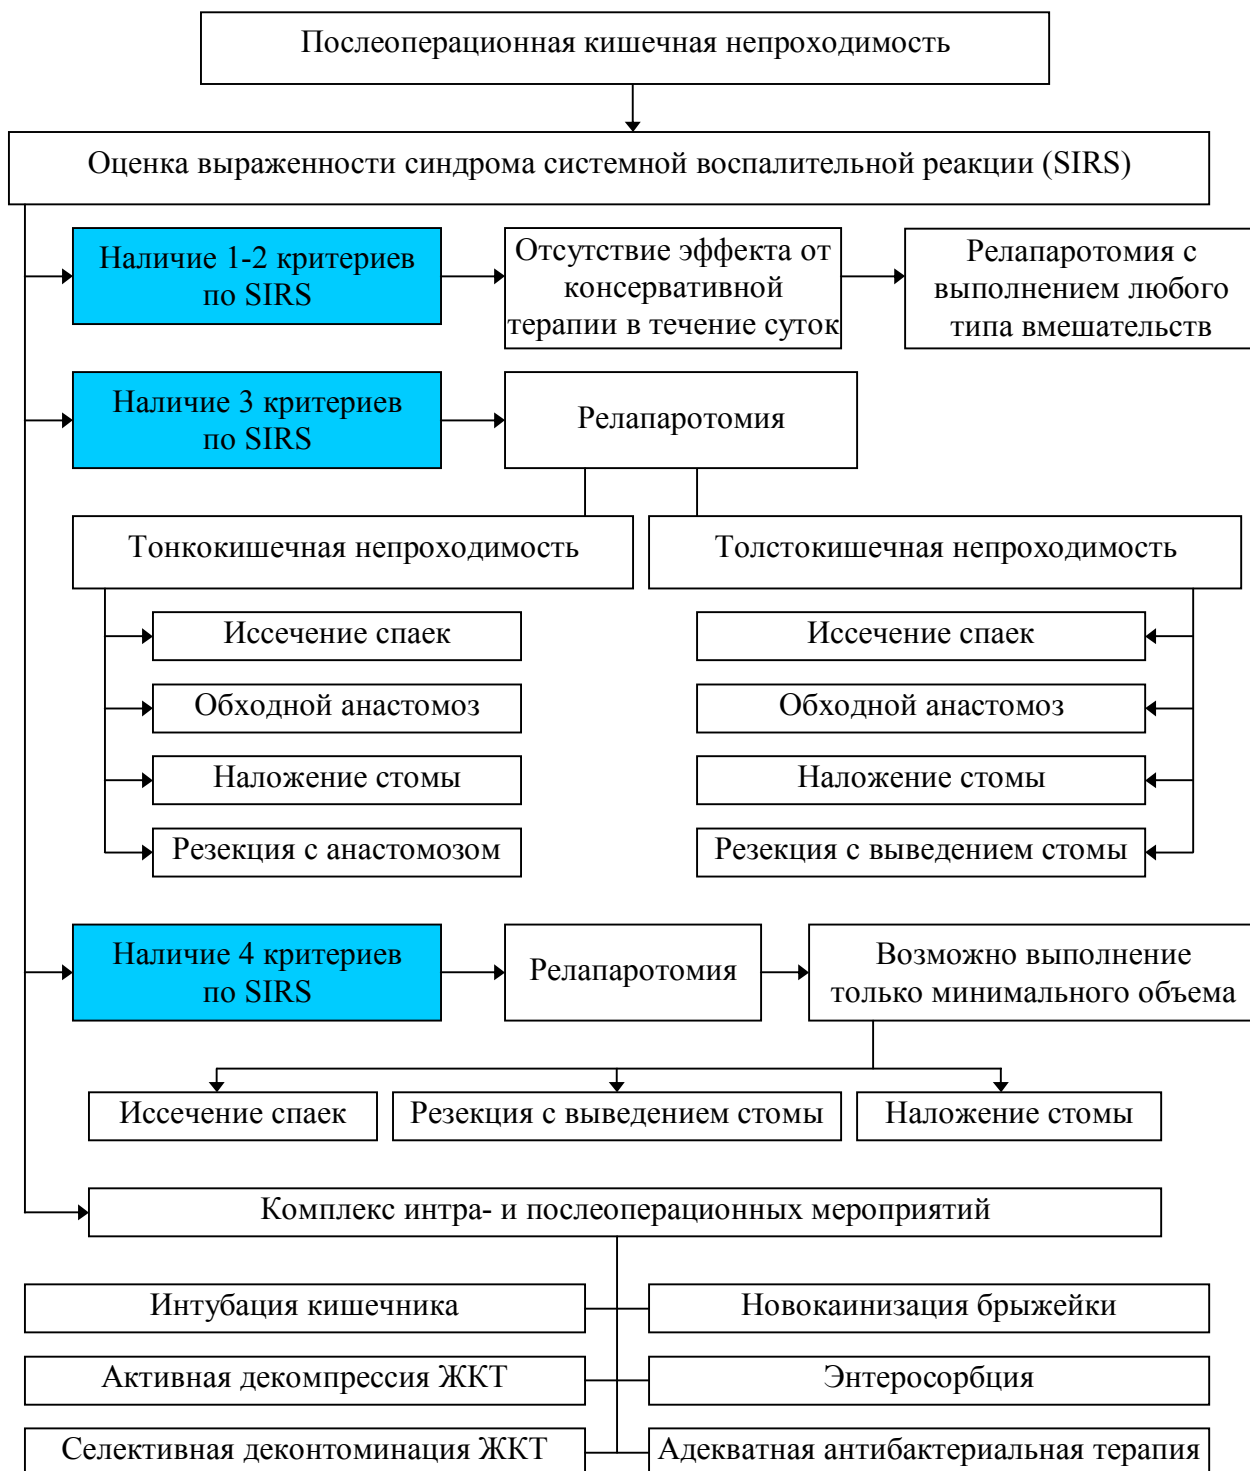 Послеоперационная кишечная непроходимость
Оценка выраженности синдрома системной воспалительной реакции (SIRS)
Наличие 1-2 критериев
по SIRS
Отсутствие эффекта от
консервативной
терапии в течение суток
Релапаротомия с
выполнением любого
типа вмешательств
Наличие 3 критериев
по SIRS
Релапаротомия
Тонкокишечная непроходимость
Толстокишечная непроходимость
Иссечение спаек
Иссечение спаек
Обходной анастомоз
Обходной анастомоз
Наложение стомы
Наложение стомы
Резекция с анастомозом
Резекция с выведением стомы
Наличие 4 критериев
по SIRS
Релапаротомия
Возможно выполнение
только минимального объема
Иссечение спаек
Резекция с выведением стомы
Наложение стомы
Комплекс интра- и послеоперационных мероприятий
Интубация кишечника
Новокаинизация брыжейки
Активная декомпрессия ЖКТ
Энтеросорбция
Селективная деконтоминация ЖКТ
Адекватная антибактериальная терапия